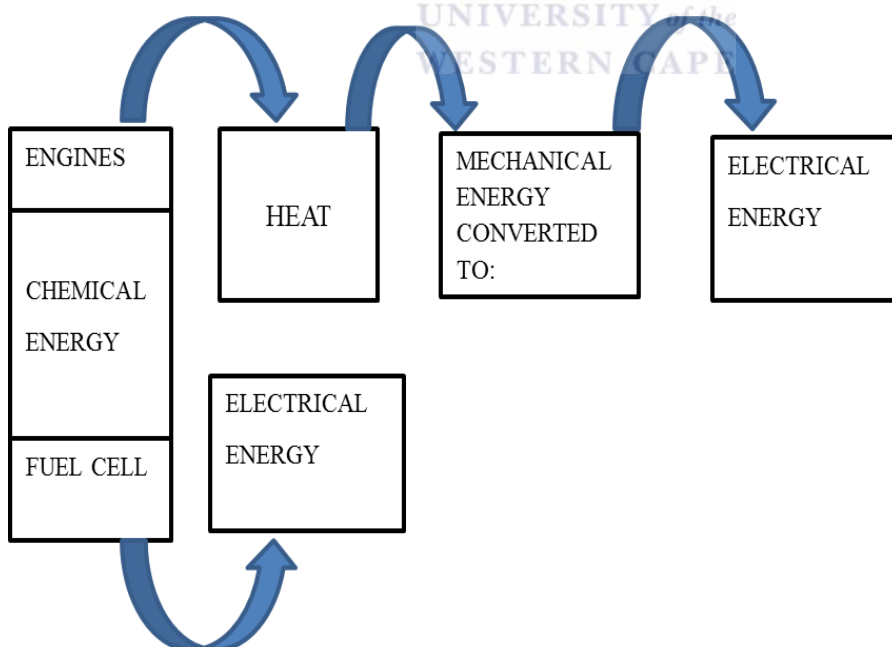 UNIVERSITY of the
WESTERN CAPE
ENGINES
CHEMICAL
ENERGY
FUEL CELL
HEAT
MECHANICAL
ENERGY
CONVERTED
TO:
ELECTRICAL
ENERGY
ELECTRICAL
ENERGY